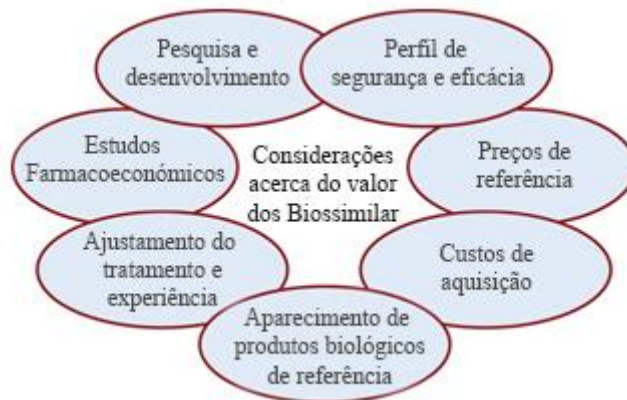 Pesquisa e
desenvolvimento
Perfil de
segurança e eficácia
Estudos
Farmacoeconómicos
Considerações
acerca do valor
dos Biossimilar
Preços de
referência
Ajustamento do
tratamento e
experiência
Custos de
aquisição
Aparecimento de
produtos biológicos
de referência